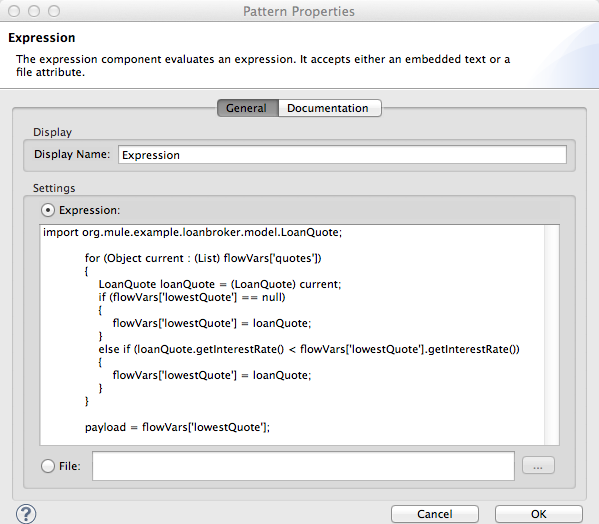 Pattern Properties
Expression
The expression component evaluates an expression. It accepts either an embedded text or a
file attribute.
General Documentation
Display
Display Name: Expression
Settings
Expression:
import org.mule.example.loanbroker.model.LoanQuote;
for (Object current : (List) flowVars['quotes'])
{
LoanQuote loanQuote = (LoanQuote) current;
if (flowVars['lowestQuote'] == null)
{
flowVars['lowestQuote'] = loanQuote;
}
else if (loanQuote.getInterestRate() < flowVars['lowestQuote'].getInterestRate())
{
flowVars['lowestQuote'] = loanQuote;
}
}
payload = flowVars['lowestQuote'];
File: ...
? Cancel OK